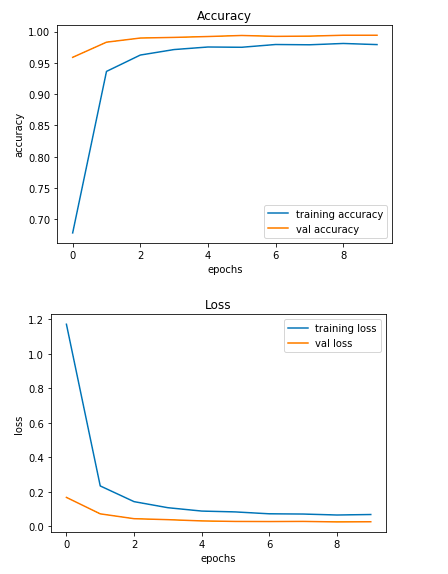 Accuracy
1.00
0.95
0.90
0.85
0.80
0.75
0.70
accuracy
training accuracy
val accuracy
0 2 4 6 8
epochs
Loss
1.2
1.0
0.8
0.6
0.4
0.2
0.0
loss
training loss
val loss
0 2 4 6 8
epochs